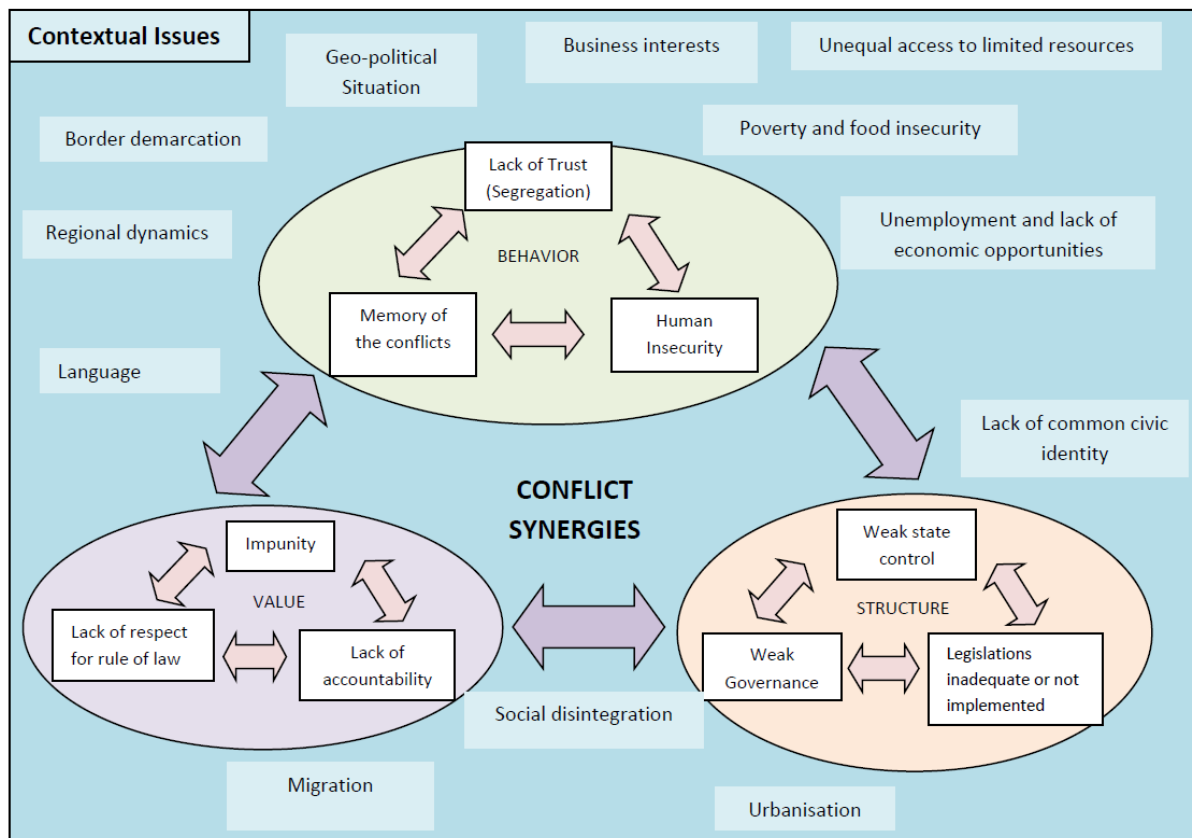 Contextual Issues
Geo-political
Situation
Business interests
Unequal access to limited resources
Border demarcation
Poverty and food insecurity
Regional dynamics
Unemployment and lack of
economic opportunities
Language
Lack of common civic
identity
Lack of Trust
(Segregation)
BEHAVIOR
Memory of
the conflicts
Human
Insecurity
CONFLICT
SYNERGIES
Impunity
VALUE
Lack of respect
for rule of law
Lack of
accountability
Weak state
control
STRUCTURE
Weak
Governance
Legislations
inadequate or not
implemented
Social disintegration
Migration
Urbanisation